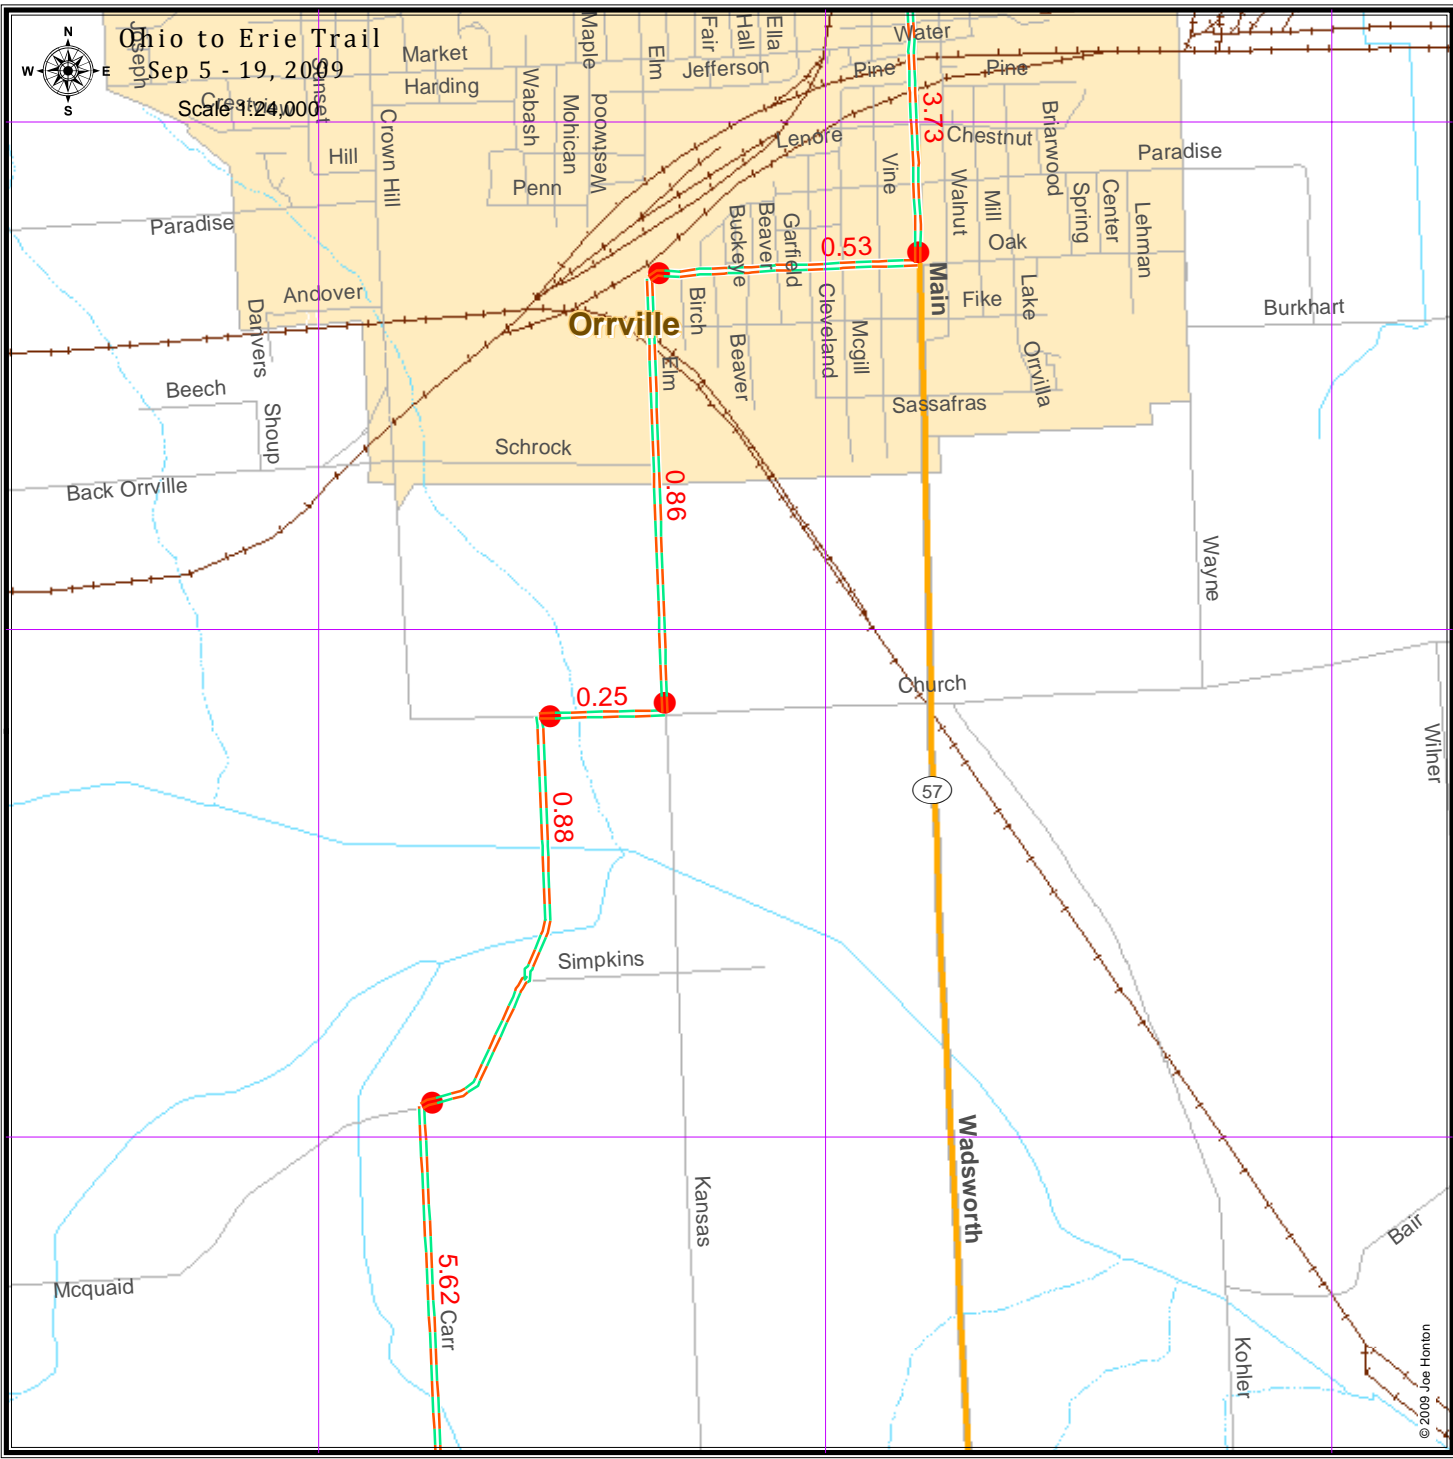 N
W
E
S
Ohio to Erie Trail
Sep 5 - 19, 2009
Scale 1:24,000
Joseph
Sunset
Crestview
Market
Harding
Crown Hill
Hill
Wabash
Mohican
Maple
Westwood
Penn
Elm
Fair
Hall
Ella
Jefferson
Water
Pine
Pine
3.73
Lenore
Chestnut
Briarwood
Paradise
Vine
Walnut
Mill
Spring
Center
Lehman
Oak
Paradise
Buckeye
Beaver
Garfield
0.53
Main
Andover
Danvers
Orrville
Birch
Cleveland
Mcgill
Fike
Lake
Burkhart
Elm
Beaver
Orrvilla
Beech
Shoup
Sassafras
Schrock
Back Orrville
0.86
Wayne
Church
0.25
Wilner
57
0.88
Simpkins
Wadsworth
Kansas
Bair
Mcquaid
5.62
Carr
Kohler
© 2009 Joe Honton